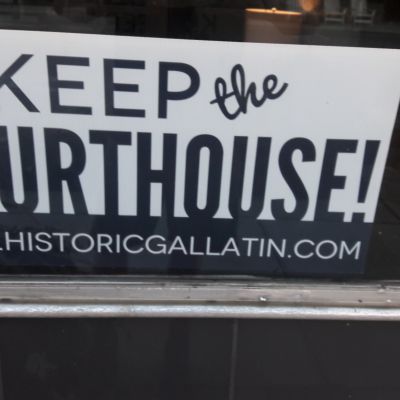 KEEP the
URTHOUSE!
.HISTORICGALLATIN.COM